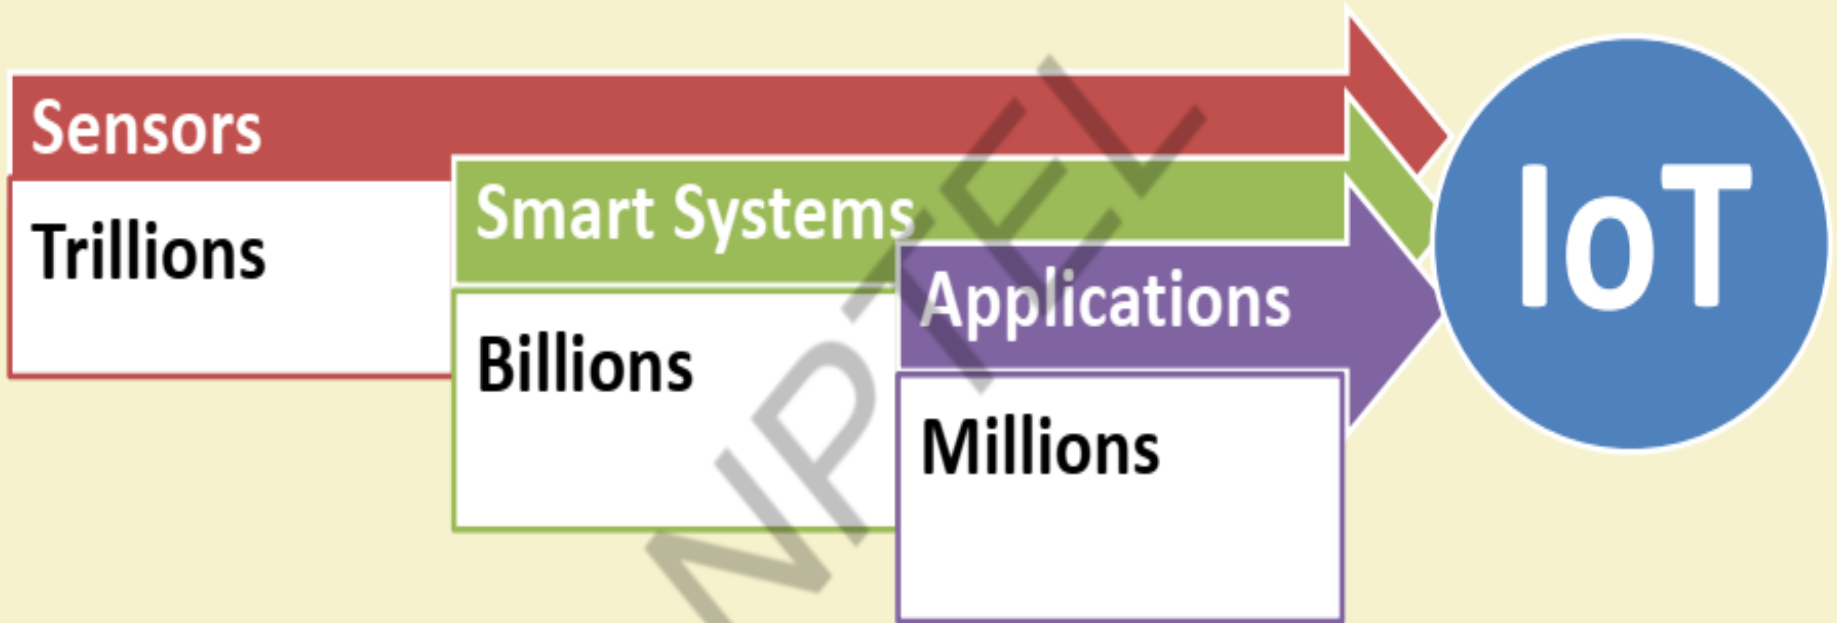 Sensors
Trillions
Smart Systems
Billions
Applications
Millions
IoT
NPTEL